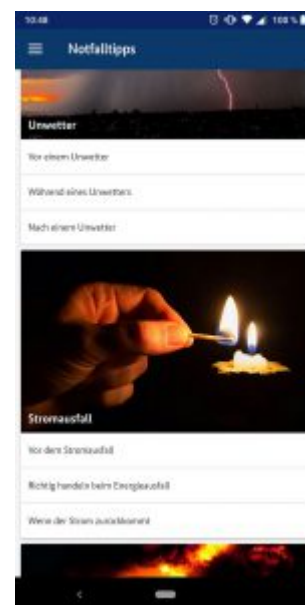 10:48
100 %
Notfalltipps
Unwetter
Vor einem Unwetter
Während eines Unwetters
Nach einem Unwetter
Stromausfall
Vor dem Stromausfall
Richtig handeln beim Energieausfall
Wenn der Strom zurückkommt